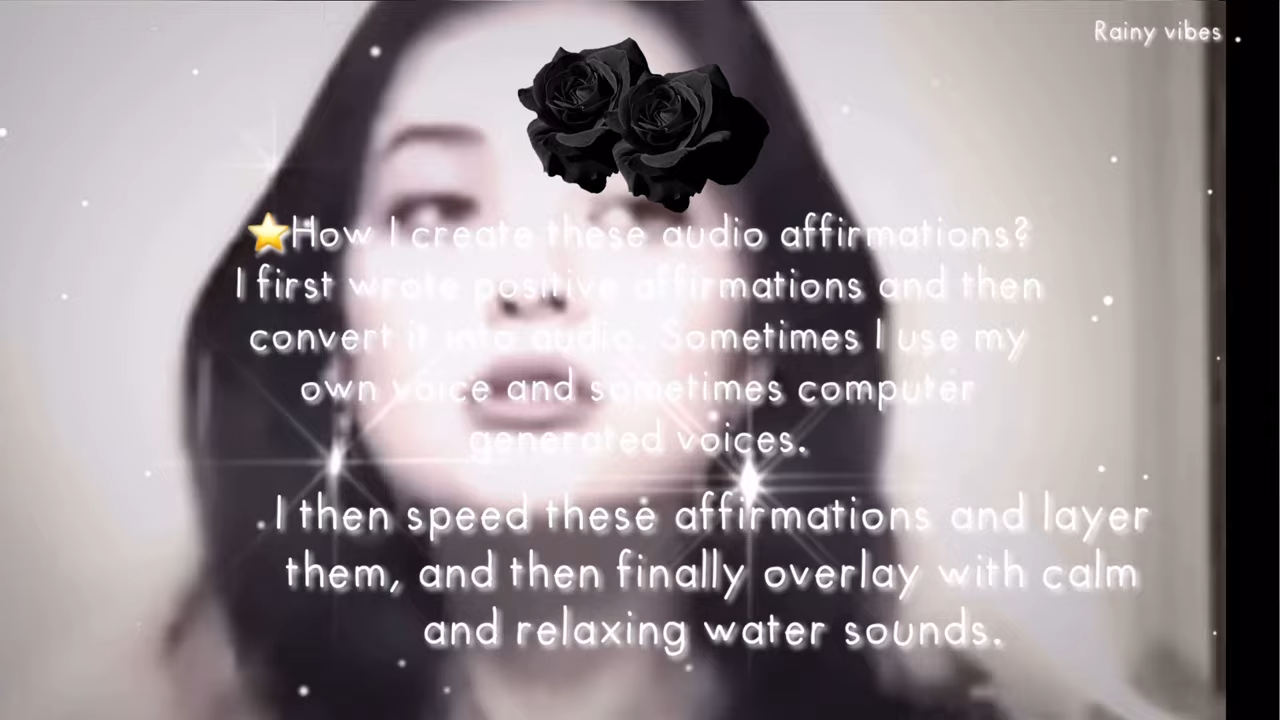 Rainy vibes
⭐How I create these audio affirmations?
I first wrote positive affirmations and then
convert it into audio. Sometimes I use my
own voice and sometimes computer
generated voices.
.I then speed these affirmations and layer
them, and then finally overlay with calm
and relaxing water sounds.